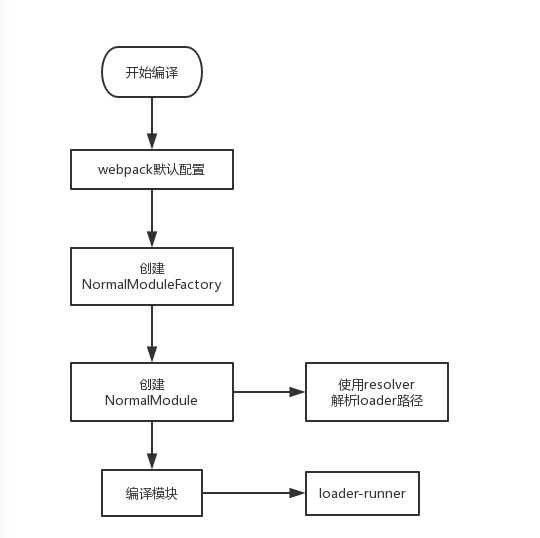 开始编译
webpack默认配置
创建
NormalModuleFactory
创建
NormalModule
使用resolver
解析loader路径
编译模块
loader-runner